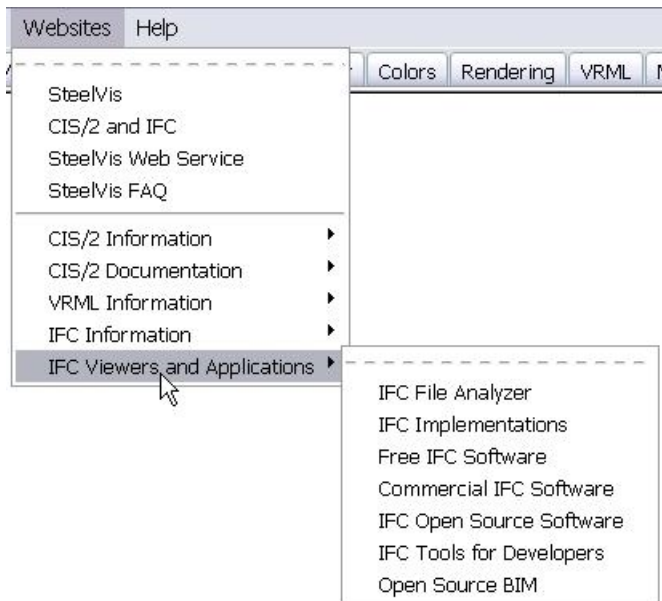 Websites Help
Colors Rendering VRML
SteelVis
CIS/2 and IFC
SteelVis Web Service
SteelVis FAQ
CIS/2 Information
CIS/2 Documentation
VRML Information
IFC Information
IFC Viewers and Applications
IFC File Analyzer
IFC Implementations
Free IFC Software
Commercial IFC Software
IFC Open Source Software
IFC Tools for Developers
Open Source BIM